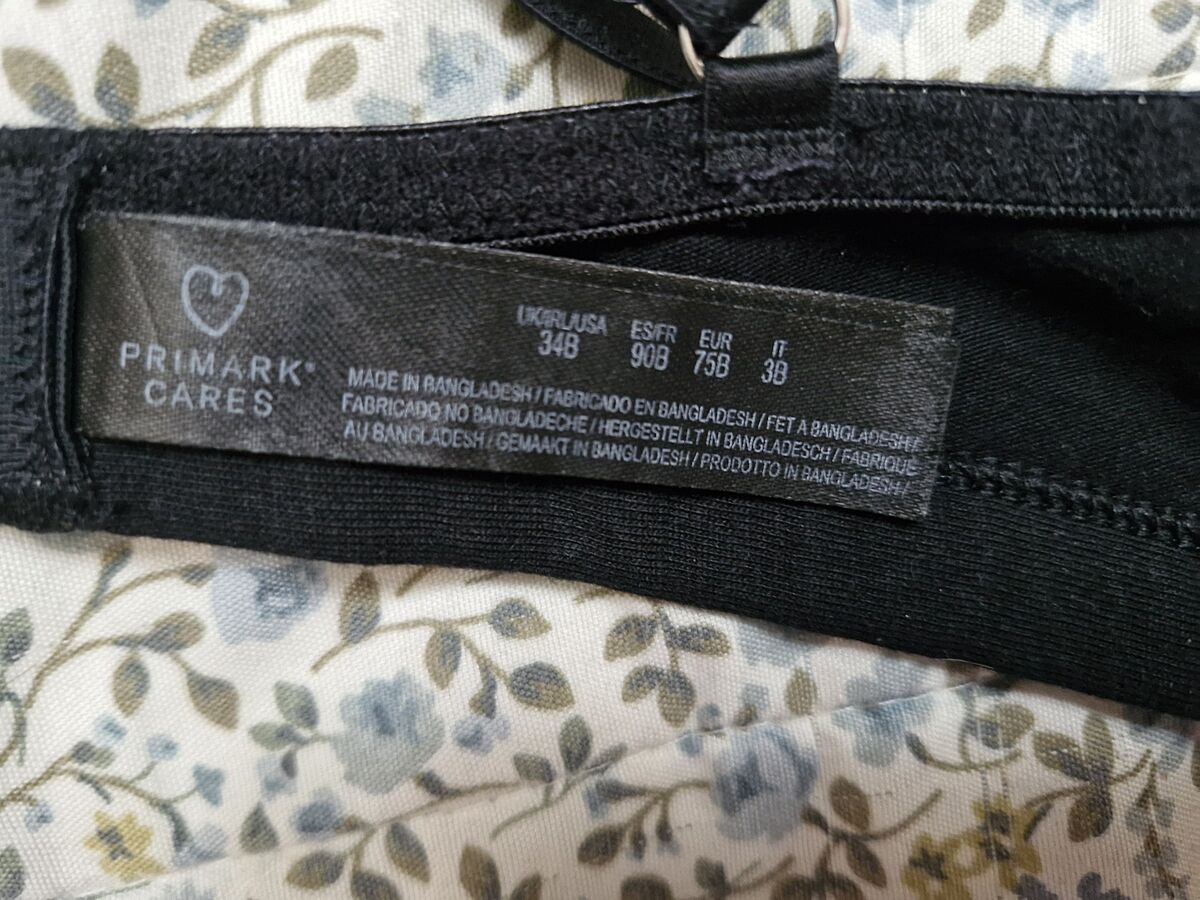 PRIMARK®
CARES
UK/IRL/USA ES/FR EUR IT
34B 90B 75B 3B
MADE IN BANGLADESH / FABRICADO EN BANGLADESH / FET A BANGLADESH /
FABRICADO NO BANGLADECHE / HERGESTELLT IN BANGLADESCH / FABRIQUE
AU BANGLADESH / GEMAAKT IN BANGLADESH / PRODOTTO IN BANGLADESH /